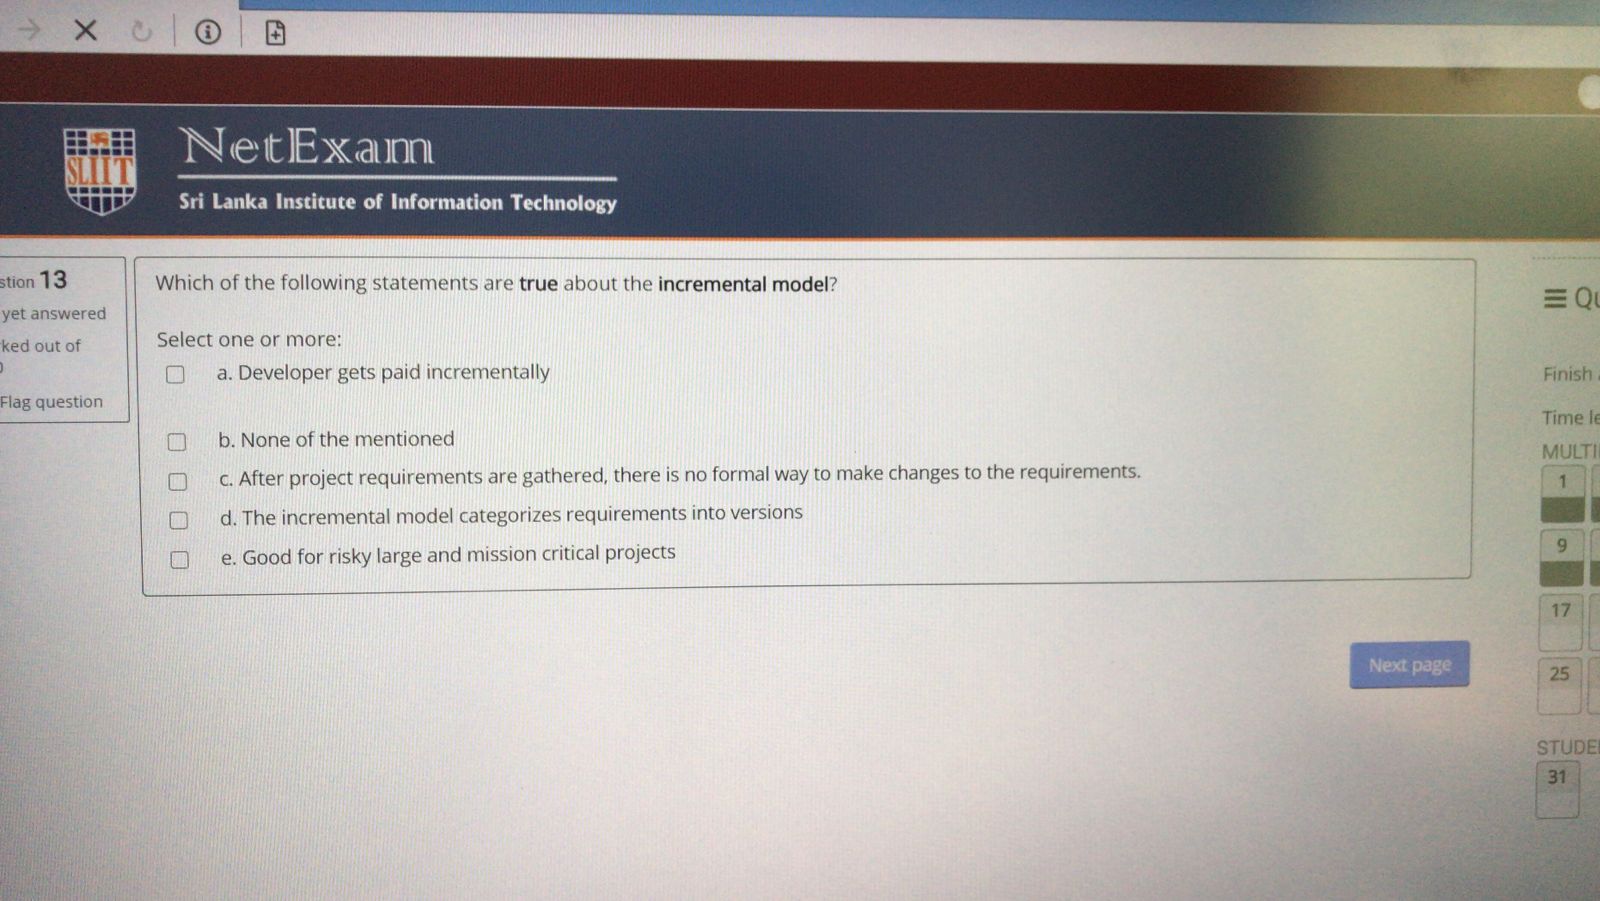 SLIIT
NetExam
Sri Lanka Institute of Information Technology
stion 13
yet answered
ked out of
Flag question
Which of the following statements are true about the incremental model?
Select one or more:
a. Developer gets paid incrementally
b. None of the mentioned
c. After project requirements are gathered, there is no formal way to make changes to the requirements.
d. The incremental model categorizes requirements into versions
e. Good for risky large and mission critical projects
Next page
Qu
Finish
Time le
MULTI
1
9
17
25
STUDE
31